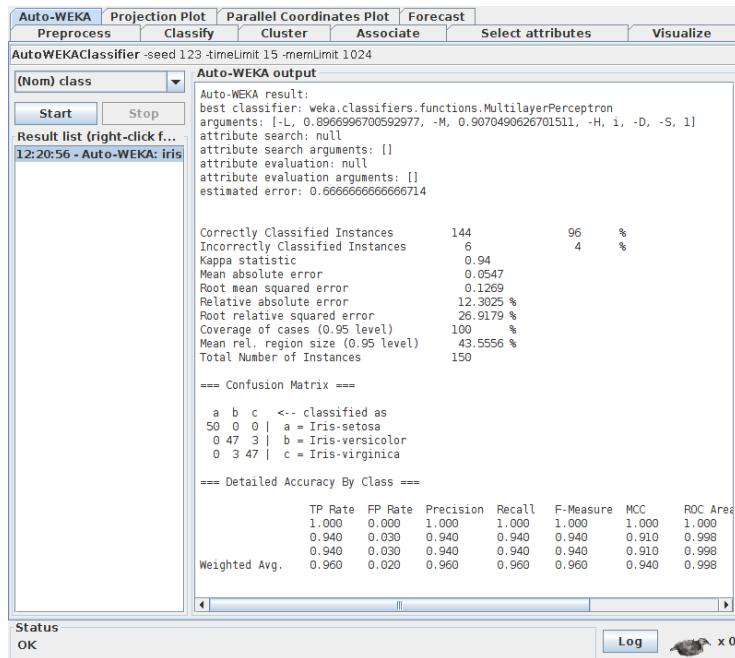 Auto-WEKA Projection Plot Parallel Coordinates Plot Forecast
Preprocess Classify Cluster Associate Select attributes Visualize
AutoWEKAClassifier -seed 123 -timeLimit 15 -memLimit 1024
(Nom) class
Start Stop
Result list (right-click f...
12:20:56 - Auto-WEKA: iris
Auto-WEKA output
Auto-WEKA result:
best classifier: weka.classifiers.functions.MultilayerPerceptron
arguments: [-L, 0.8966996700592977, -M, 0.9070490626701511, -H, i, -D, -S, 1]
attribute search: null
attribute search arguments: []
attribute evaluation: null
attribute evaluation arguments: []
estimated error: 0.6666666666666714
Correctly Classified Instances 144 96 %
Incorrectly Classified Instances 6 4 %
Kappa statistic 0.94
Mean absolute error 0.0547
Root mean squared error 0.1269
Relative absolute error 12.3025 %
Root relative squared error 26.9179 %
Coverage of cases (0.95 level) 100 %
Mean rel. region size (0.95 level) 43.5556 %
Total Number of Instances 150
=== Confusion Matrix ===
a b c <-- classified as
50 0 0 | a = Iris-setosa
0 47 3 | b = Iris-versicolor
0 3 47 | c = Iris-virginica
=== Detailed Accuracy By Class ===
TP Rate FP Rate Precision Recall F-Measure MCC ROC Area
1.000 0.000 1.000 1.000 1.000 1.000 1.000
0.940 0.030 0.940 0.940 0.940 0.910 0.998
0.940 0.030 0.940 0.940 0.940 0.910 0.998
Weighted Avg. 0.960 0.020 0.960 0.960 0.960 0.940 0.998
Status
OK
Log x 0